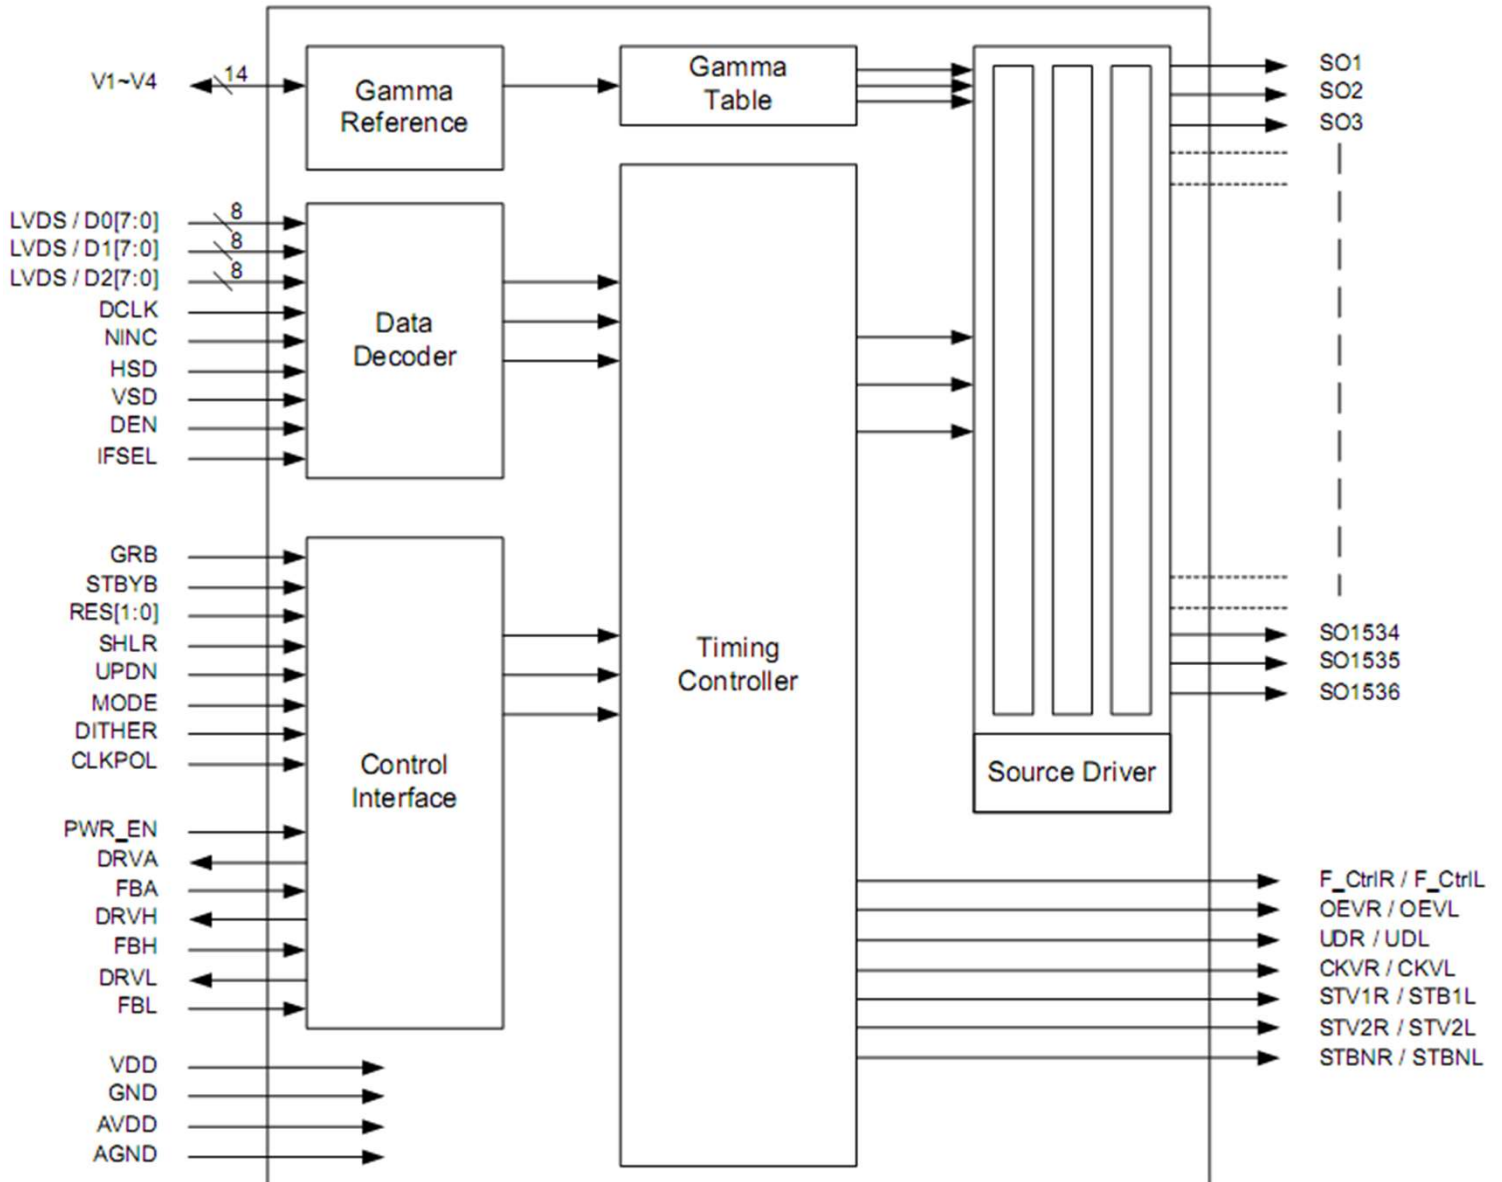 V1~V4
14
Gamma
Reference
Gamma
Table
SO1
SO2
SO3
LVDS / D0[7:0]
8
LVDS / D1[7:0]
8
LVDS / D2[7:0]
8
DCLK
NINC
HSD
VSD
DEN
IFSEL
Data
Decoder
GRB
STBYB
RES[1:0]
SHLR
UPDN
MODE
DITHER
CLKPOL
PWR_EN
DRVA
FBA
DRVH
FBH
DRVL
FBL
Control
Interface
Timing
Controller
Source Driver
SO1534
SO1535
SO1536
F_CtrlR / F_CtrlL
OEVR / OEVL
UDR / UDL
CKVR / CKVL
STV1R / STB1L
STV2R / STV2L
STBNR / STBNL
VDD
GND
AVDD
AGND